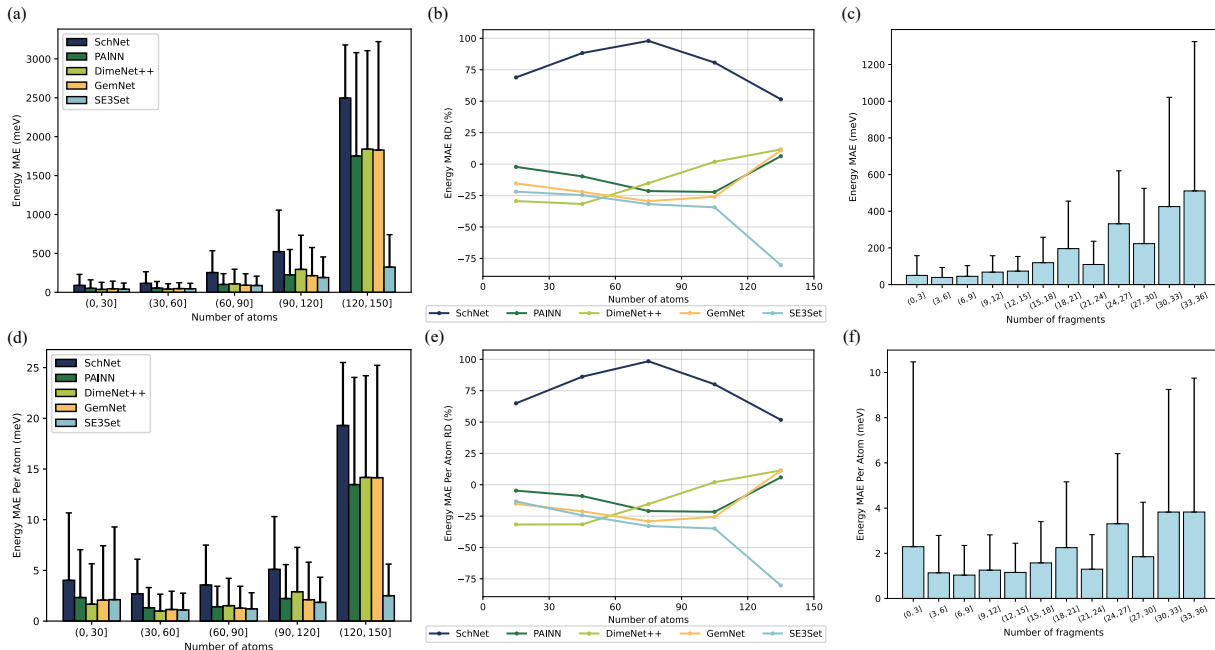 (a)
3000
2500
2000
1500
1000
500
0
Energy MAE (meV)
SchNet
PAINN
DimeNet++
GemNet
SE3Set
(0, 30]
(30, 60]
(60, 90]
(90, 120]
(120, 150]
Number of atoms
(b)
100
75
50
25
0
−25
−50
−75
Energy MAE RD (%)
0
30
60
90
120
150
Number of atoms
SchNet
PAINN
DimeNet++
GemNet
SE3Set
(c)
1200
1000
800
600
400
200
0
Energy MAE (meV)
(0, 3]
(3, 6]
(6, 9]
(9, 12]
(12, 15]
(15, 18]
(18, 21]
(21, 24]
(24, 27]
(27, 30]
(30, 33]
(33, 36]
Number of fragments
(d)
25
20
15
10
5
0
Energy MAE Per Atom (meV)
SchNet
PAINN
DimeNet++
GemNet
SE3Set
(0, 30]
(30, 60]
(60, 90]
(90, 120]
(120, 150]
Number of atoms
(e)
100
75
50
25
0
−25
−50
−75
Energy MAE Per Atom RD (%)
0
30
60
90
120
150
Number of atoms
SchNet
PAINN
DimeNet++
GemNet
SE3Set
(f)
10
8
6
4
2
0
Energy MAE Per Atom (meV)
(0, 3]
(3, 6]
(6, 9]
(9, 12]
(12, 15]
(15, 18]
(18, 21]
(21, 24]
(24, 27]
(27, 30]
(30, 33]
(33, 36]
Number of fragments